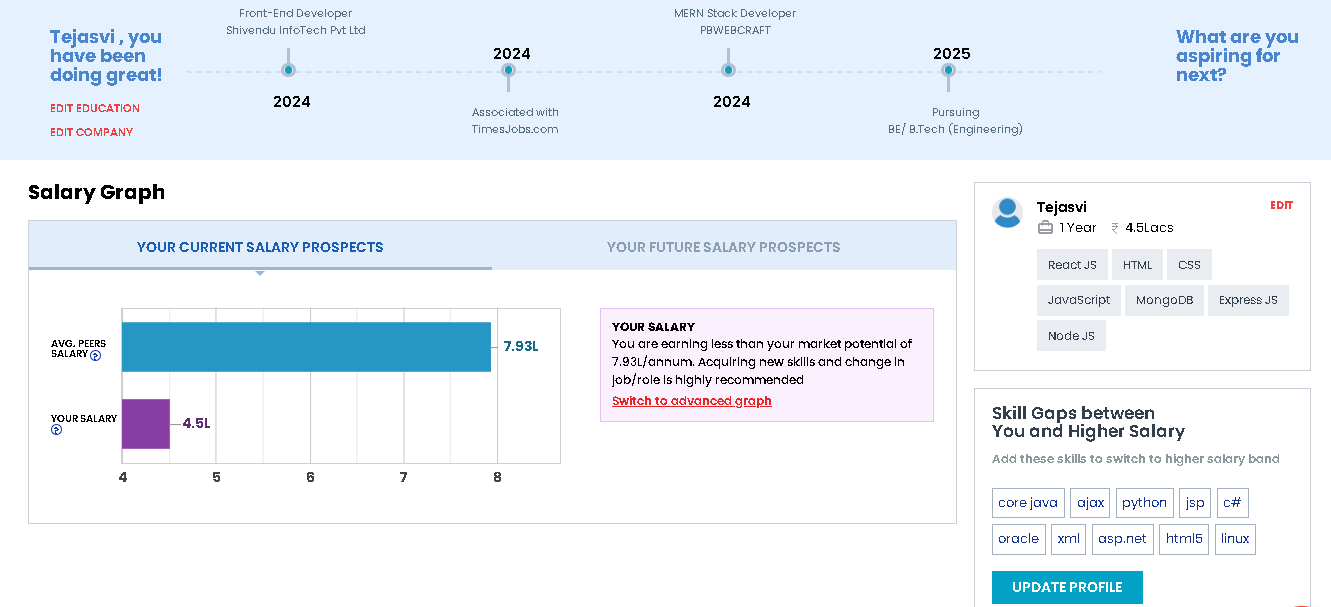 Tejasvi , you
have been
doing great!
EDIT EDUCATION
EDIT COMPANY
Front-End Developer
Shivendu InfoTech Pvt Ltd
2024
2024
Associated with
TimesJobs.com
MERN Stack Developer
PBWEBCRAFT
2024
2025
Pursuing
BE/ B.Tech (Engineering)
What are you
aspiring for
next?
Salary Graph
YOUR CURRENT SALARY PROSPECTS
YOUR FUTURE SALARY PROSPECTS
AVG. PEERS
SALARY ?
7.93L
YOUR SALARY
?
4.5L
4 5 6 7 8
YOUR SALARY
You are earning less than your market potential of
7.93L/annum. Acquiring new skills and change in
job/role is highly recommended
Switch to advanced graph
Tejasvi
EDIT
1 Year ₹ 4.5Lacs
React JS HTML CSS
JavaScript MongoDB Express JS
Node JS
Skill Gaps between
You and Higher Salary
Add these skills to switch to higher salary band
core java ajax python jsp c#
oracle xml asp.net html5 linux
UPDATE PROFILE